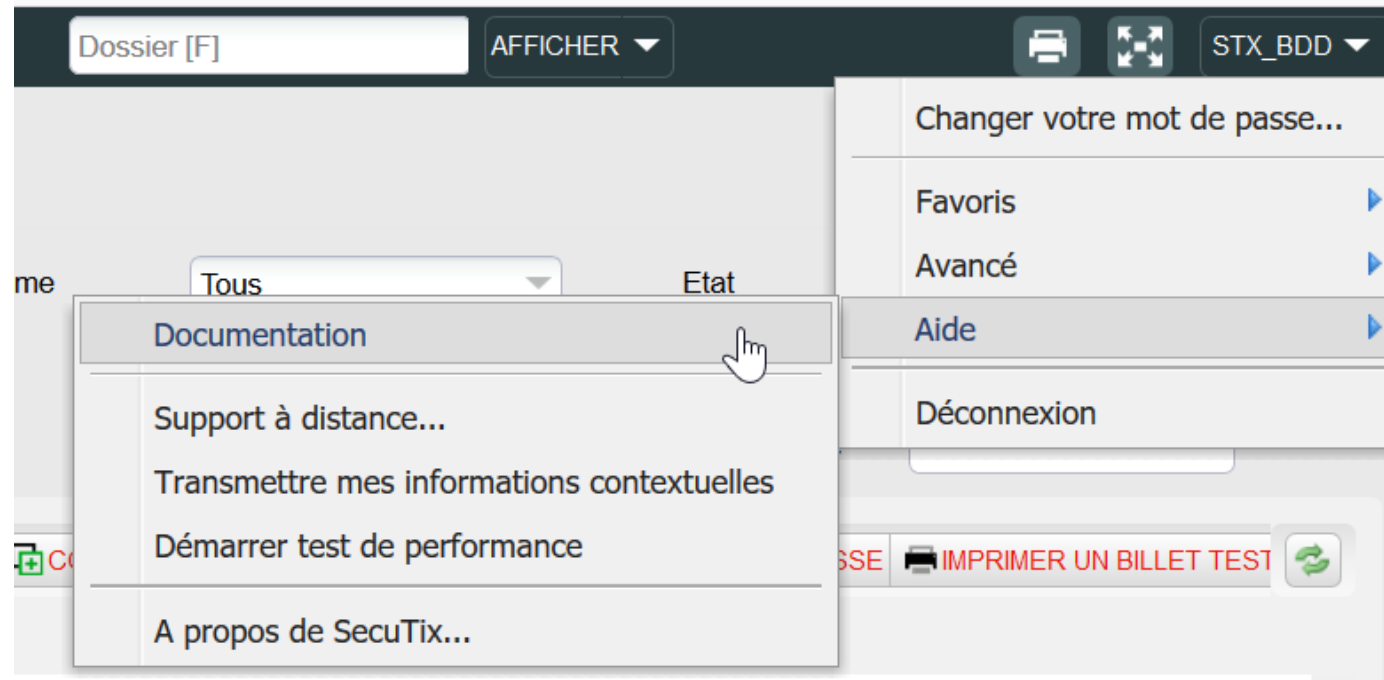 Dossier [F]
AFFICHER
STX_BDD
Changer votre mot de passe...
Favoris
Avancé
Aide
Déconnexion
me
Tous
Etat
Documentation
Support à distance...
Transmettre mes informations contextuelles
Démarrer test de performance
A propos de SecuTix...
IMPRIMER UN BILLET TEST